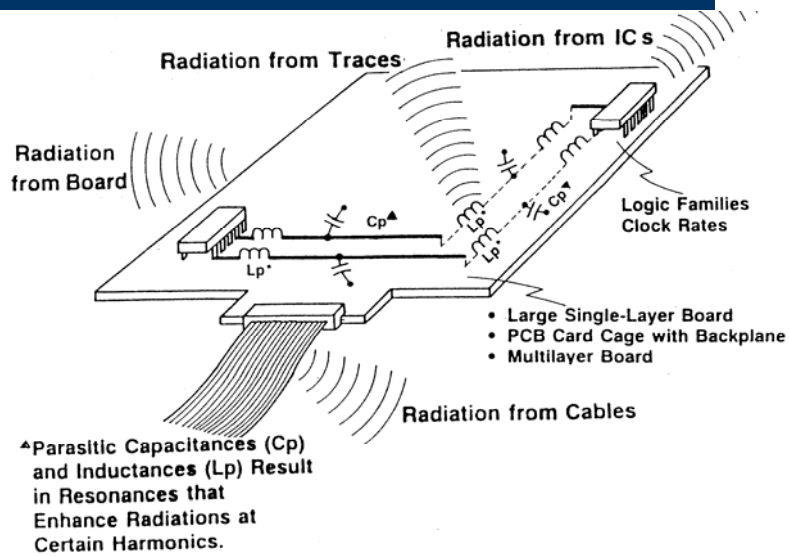 Radiation from ICs
Radiation from Traces
Radiation
from Board
Cp▲
Cp▼
Lp*
Lp*
Lp*
Logic Families
Clock Rates
• Large Single-Layer Board
• PCB Card Cage with Backplane
• Multilayer Board
Radiation from Cables
▲Parasitic Capacitances (Cp)
and Inductances (Lp) Result
in Resonances that
Enhance Radiations at
Certain Harmonics.